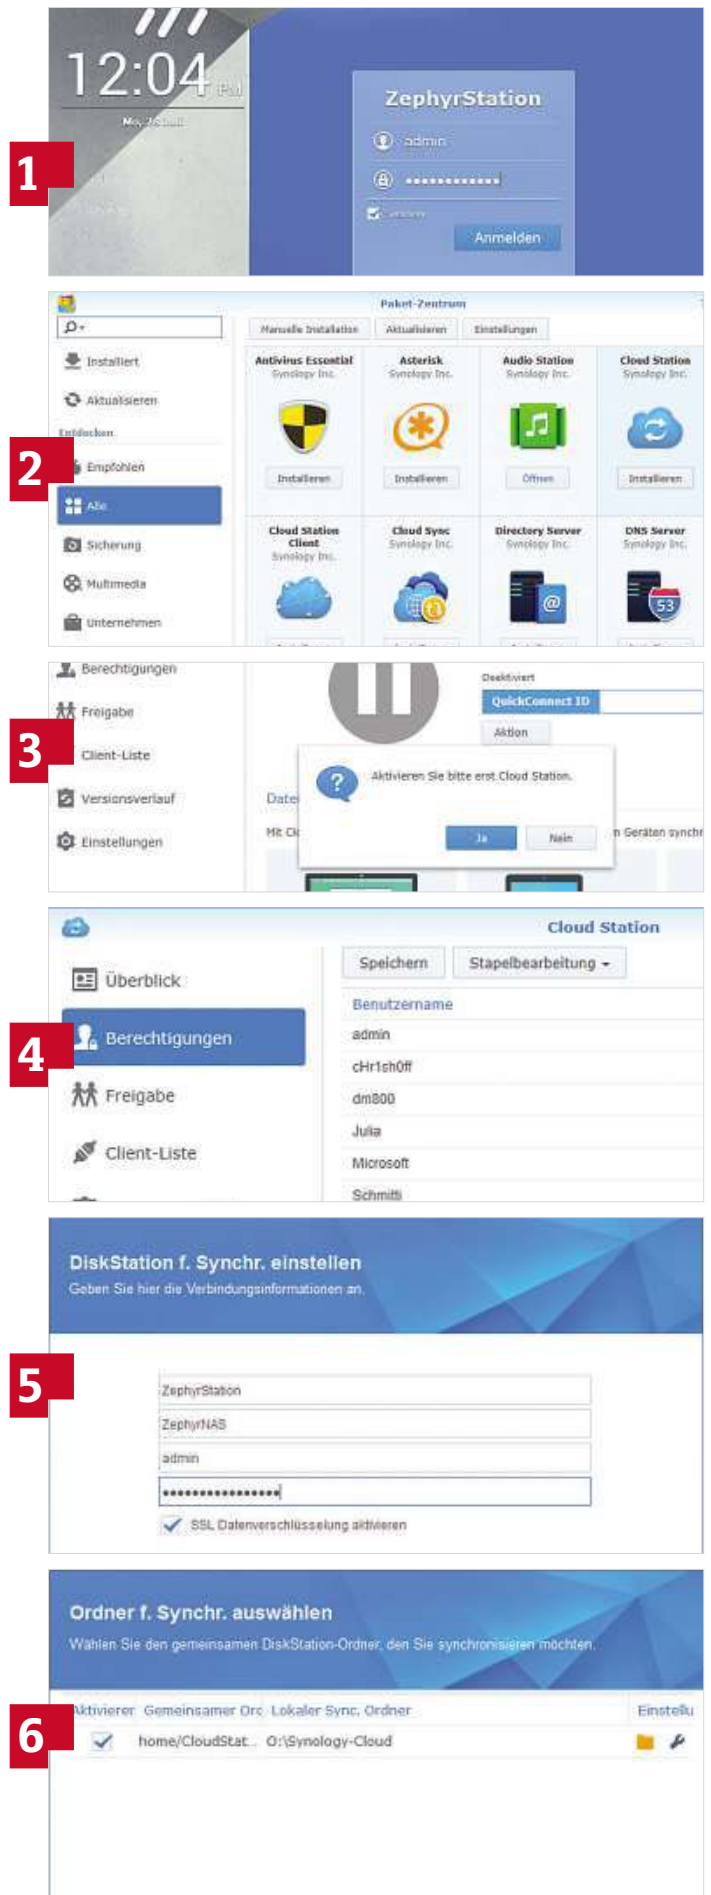 12:04
ZephyrStation
admin
Anmelden
1
Paket-Zentrum
Manuelle Installation Aktualisieren Einstellungen
Installiert
Aktualisieren
Entdecken
Empfohlen
Alle
Sicherung
Multimedia
Unternehmen
Antivirus Essential
Synology Inc.
Installieren
Asterisk
Synology Inc.
Installieren
Audio Station
Synology Inc.
Öffnen
Cloud Station
Synology Inc.
Installieren
Cloud Station
Client
Synology Inc.
Cloud Sync
Synology Inc.
Directory Server
Synology Inc.
DNS Server
Synology Inc.
53
2
Berechtigungen
Freigabe
Client-Liste
Versionsverlauf
Einstellungen
Deaktiviert
QuickConnect ID
Aktion
Aktivieren Sie bitte erst Cloud Station.
Ja Nein
Date
Mit Clo
n Geräten synchr
3
Cloud Station
Überblick
Berechtigungen
Freigabe
Client-Liste
Speichern Stapelbearbeitung
Benutzername
admin
cHr1sh0ff
dm800
Julia
Microsoft
Schmitti
4
DiskStation f. Synchr. einstellen
Geben Sie hier die Verbindungsinformationen an.
ZephyrStation
ZephyrNAS
admin
SSL Datenverschlüsselung aktivieren
5
Ordner f. Synchr. auswählen
Wählen Sie den gemeinsamen DiskStation-Ordner, den Sie synchronisieren möchten.
Aktivierer Gemeinsamer Orc Lokaler Sync. Ordner Einstellu
home/CloudStat... O:\Synology-Cloud
6